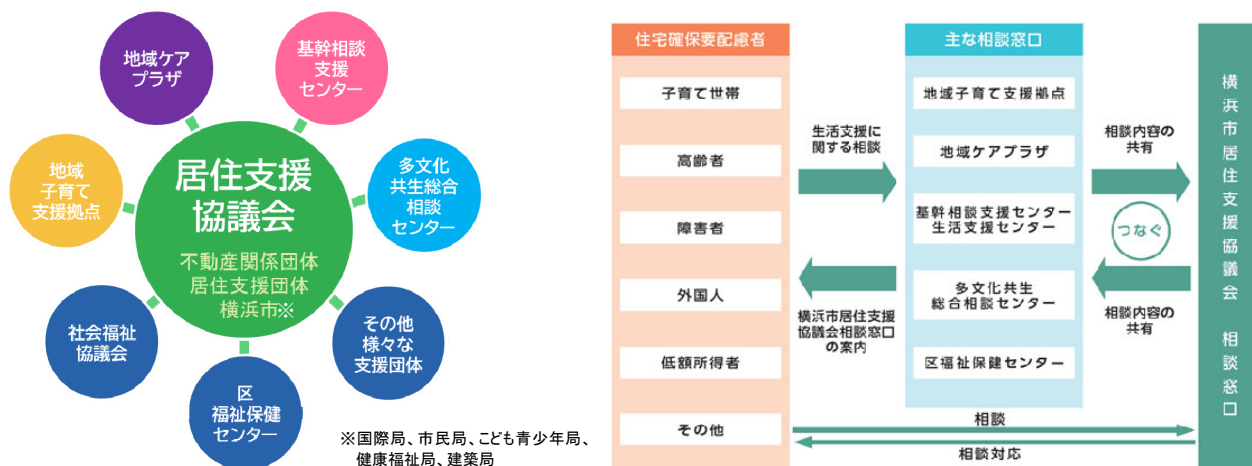 地域ケア
プラザ
基幹相談
支援
センター
地域
子育て
支援拠点
居住支援
協議会
不動産関係団体
居住支援団体
横浜市※
多文化
共生総合
相談
センター
社会福祉
協議会
区
福祉保健
センター
その他
様々な
支援団体
※国際局、市民局、こども青少年局、
健康福祉局、建築局
住宅確保要配慮者
子育て世帯
高齢者
障害者
外国人
低額所得者
その他
生活支援に
関する相談
横浜市居住支援
協議会相談窓口
の案内
主な相談窓口
地域子育て支援拠点
地域ケアプラザ
基幹相談支援センター
生活支援センター
多文化共生
総合相談センター
区福祉保健センター
相談内容の
共有
つなぐ
相談内容の
共有
相談
相談対応
横浜市居住支援協議会 相談窓口